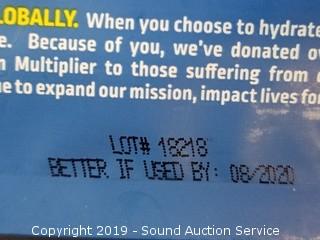 LOBALLY. When you choose to hydrate
e. Because of you, we've donated
n Multiplier to those suffering from
ue to expand our mission, impact lives
LOT# 18218
BETTER IF USED BY: 08/2020
Copyright 2019 - Sound Auction Service